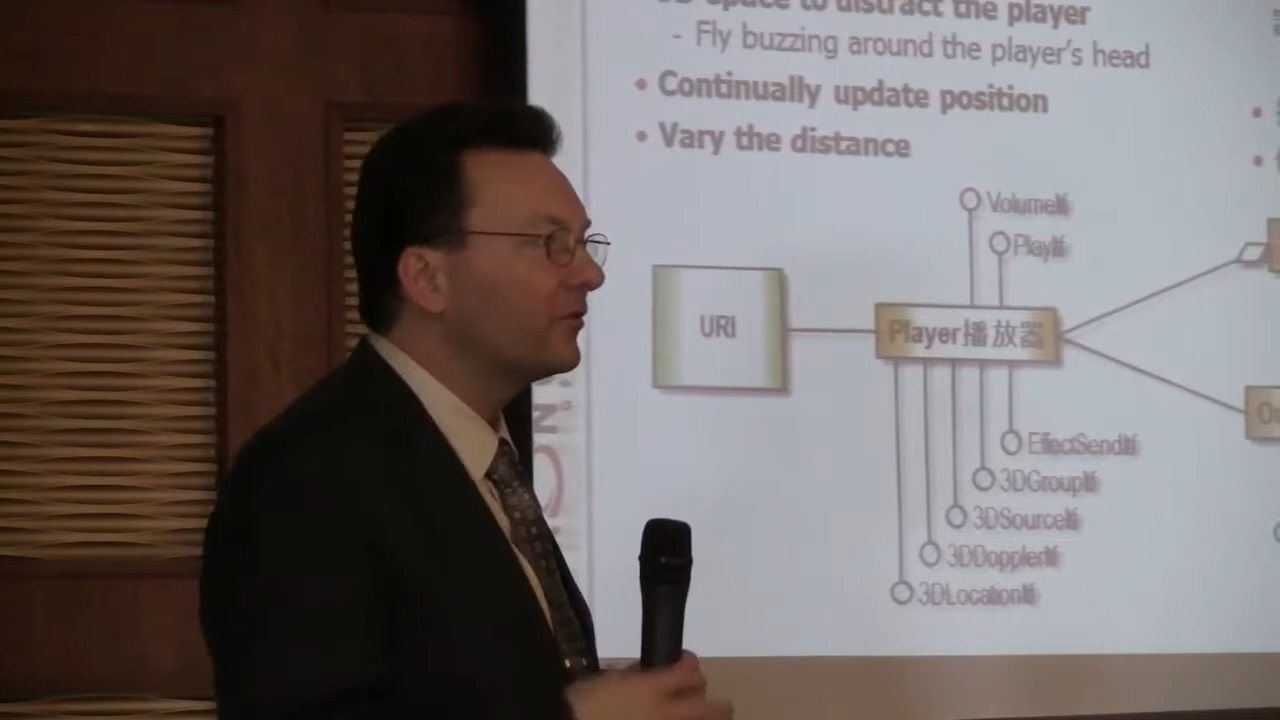 3D space to distract the player
- Fly buzzing around the player's head
• Continually update position
• Vary the distance
Volume
Play
URI
Player播放器
EffectSend
3DGroup
3DSource
3DDoppler
3DLocation